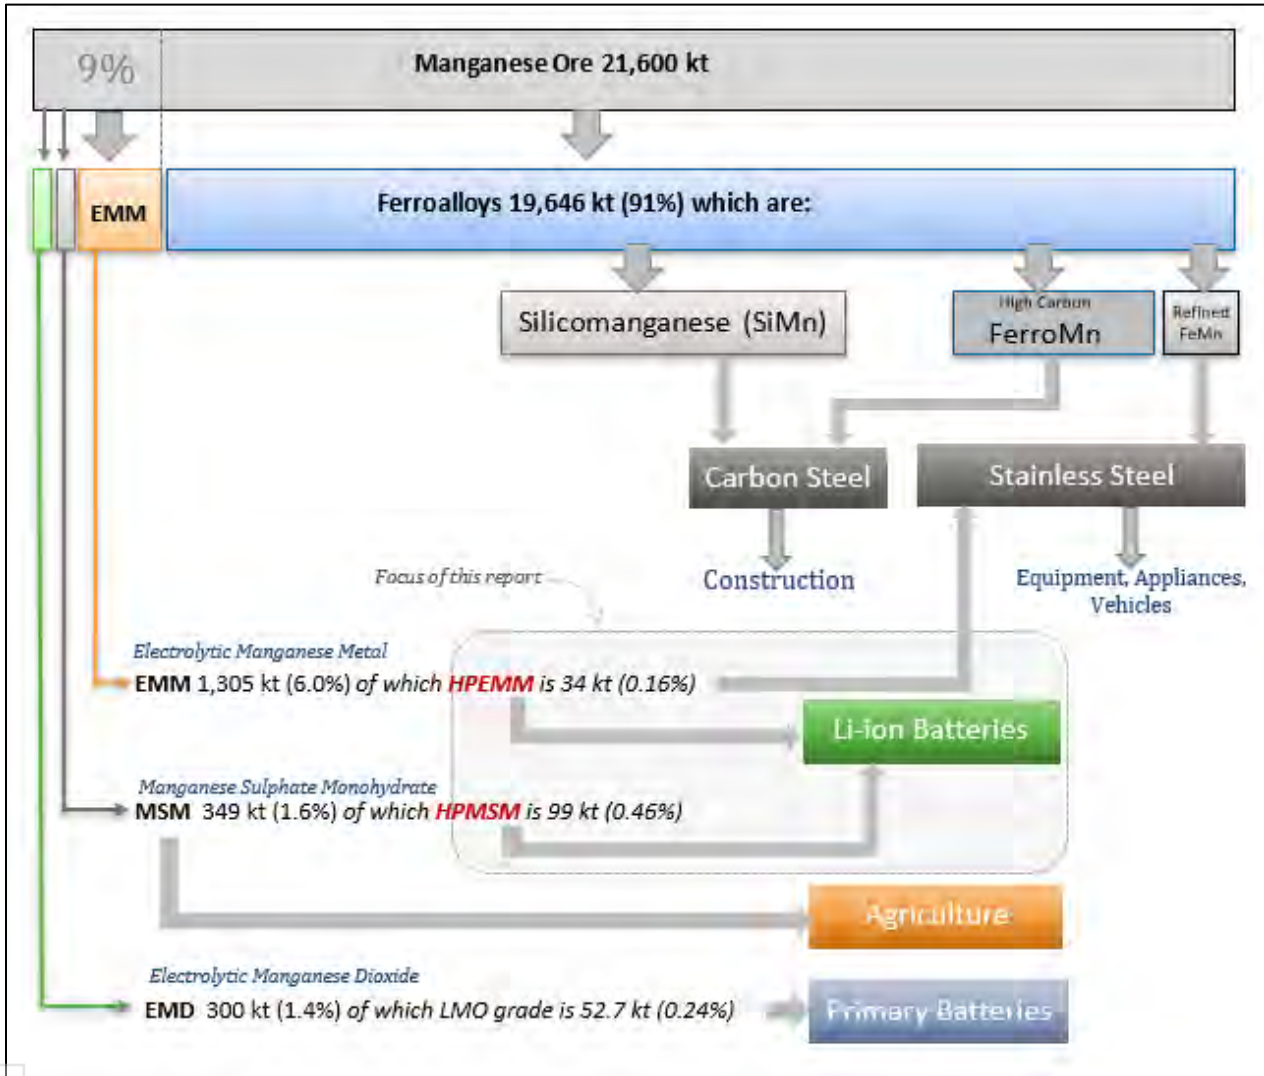 9%
Manganese Ore 21,600 kt
EMM
Ferroalloys 19,646 kt (91%) which are:
Silicomanganese (SiMn)
High Carbon
FerroMn
Refined
FeMn
Carbon Steel
Stainless Steel
Focus of this report
Construction
Equipment, Appliances,
Vehicles
Electrolytic Manganese Metal
EMM 1,305 kt (6.0%) of which HPEMM is 34 kt (0.16%)
Li-ion Batteries
Manganese Sulphate Monohydrate
MSM 349 kt (1.6%) of which HPMSM is 99 kt (0.46%)
Agriculture
Electrolytic Manganese Dioxide
EMD 300 kt (1.4%) of which LMO grade is 52.7 kt (0.24%)
Primary Batteries